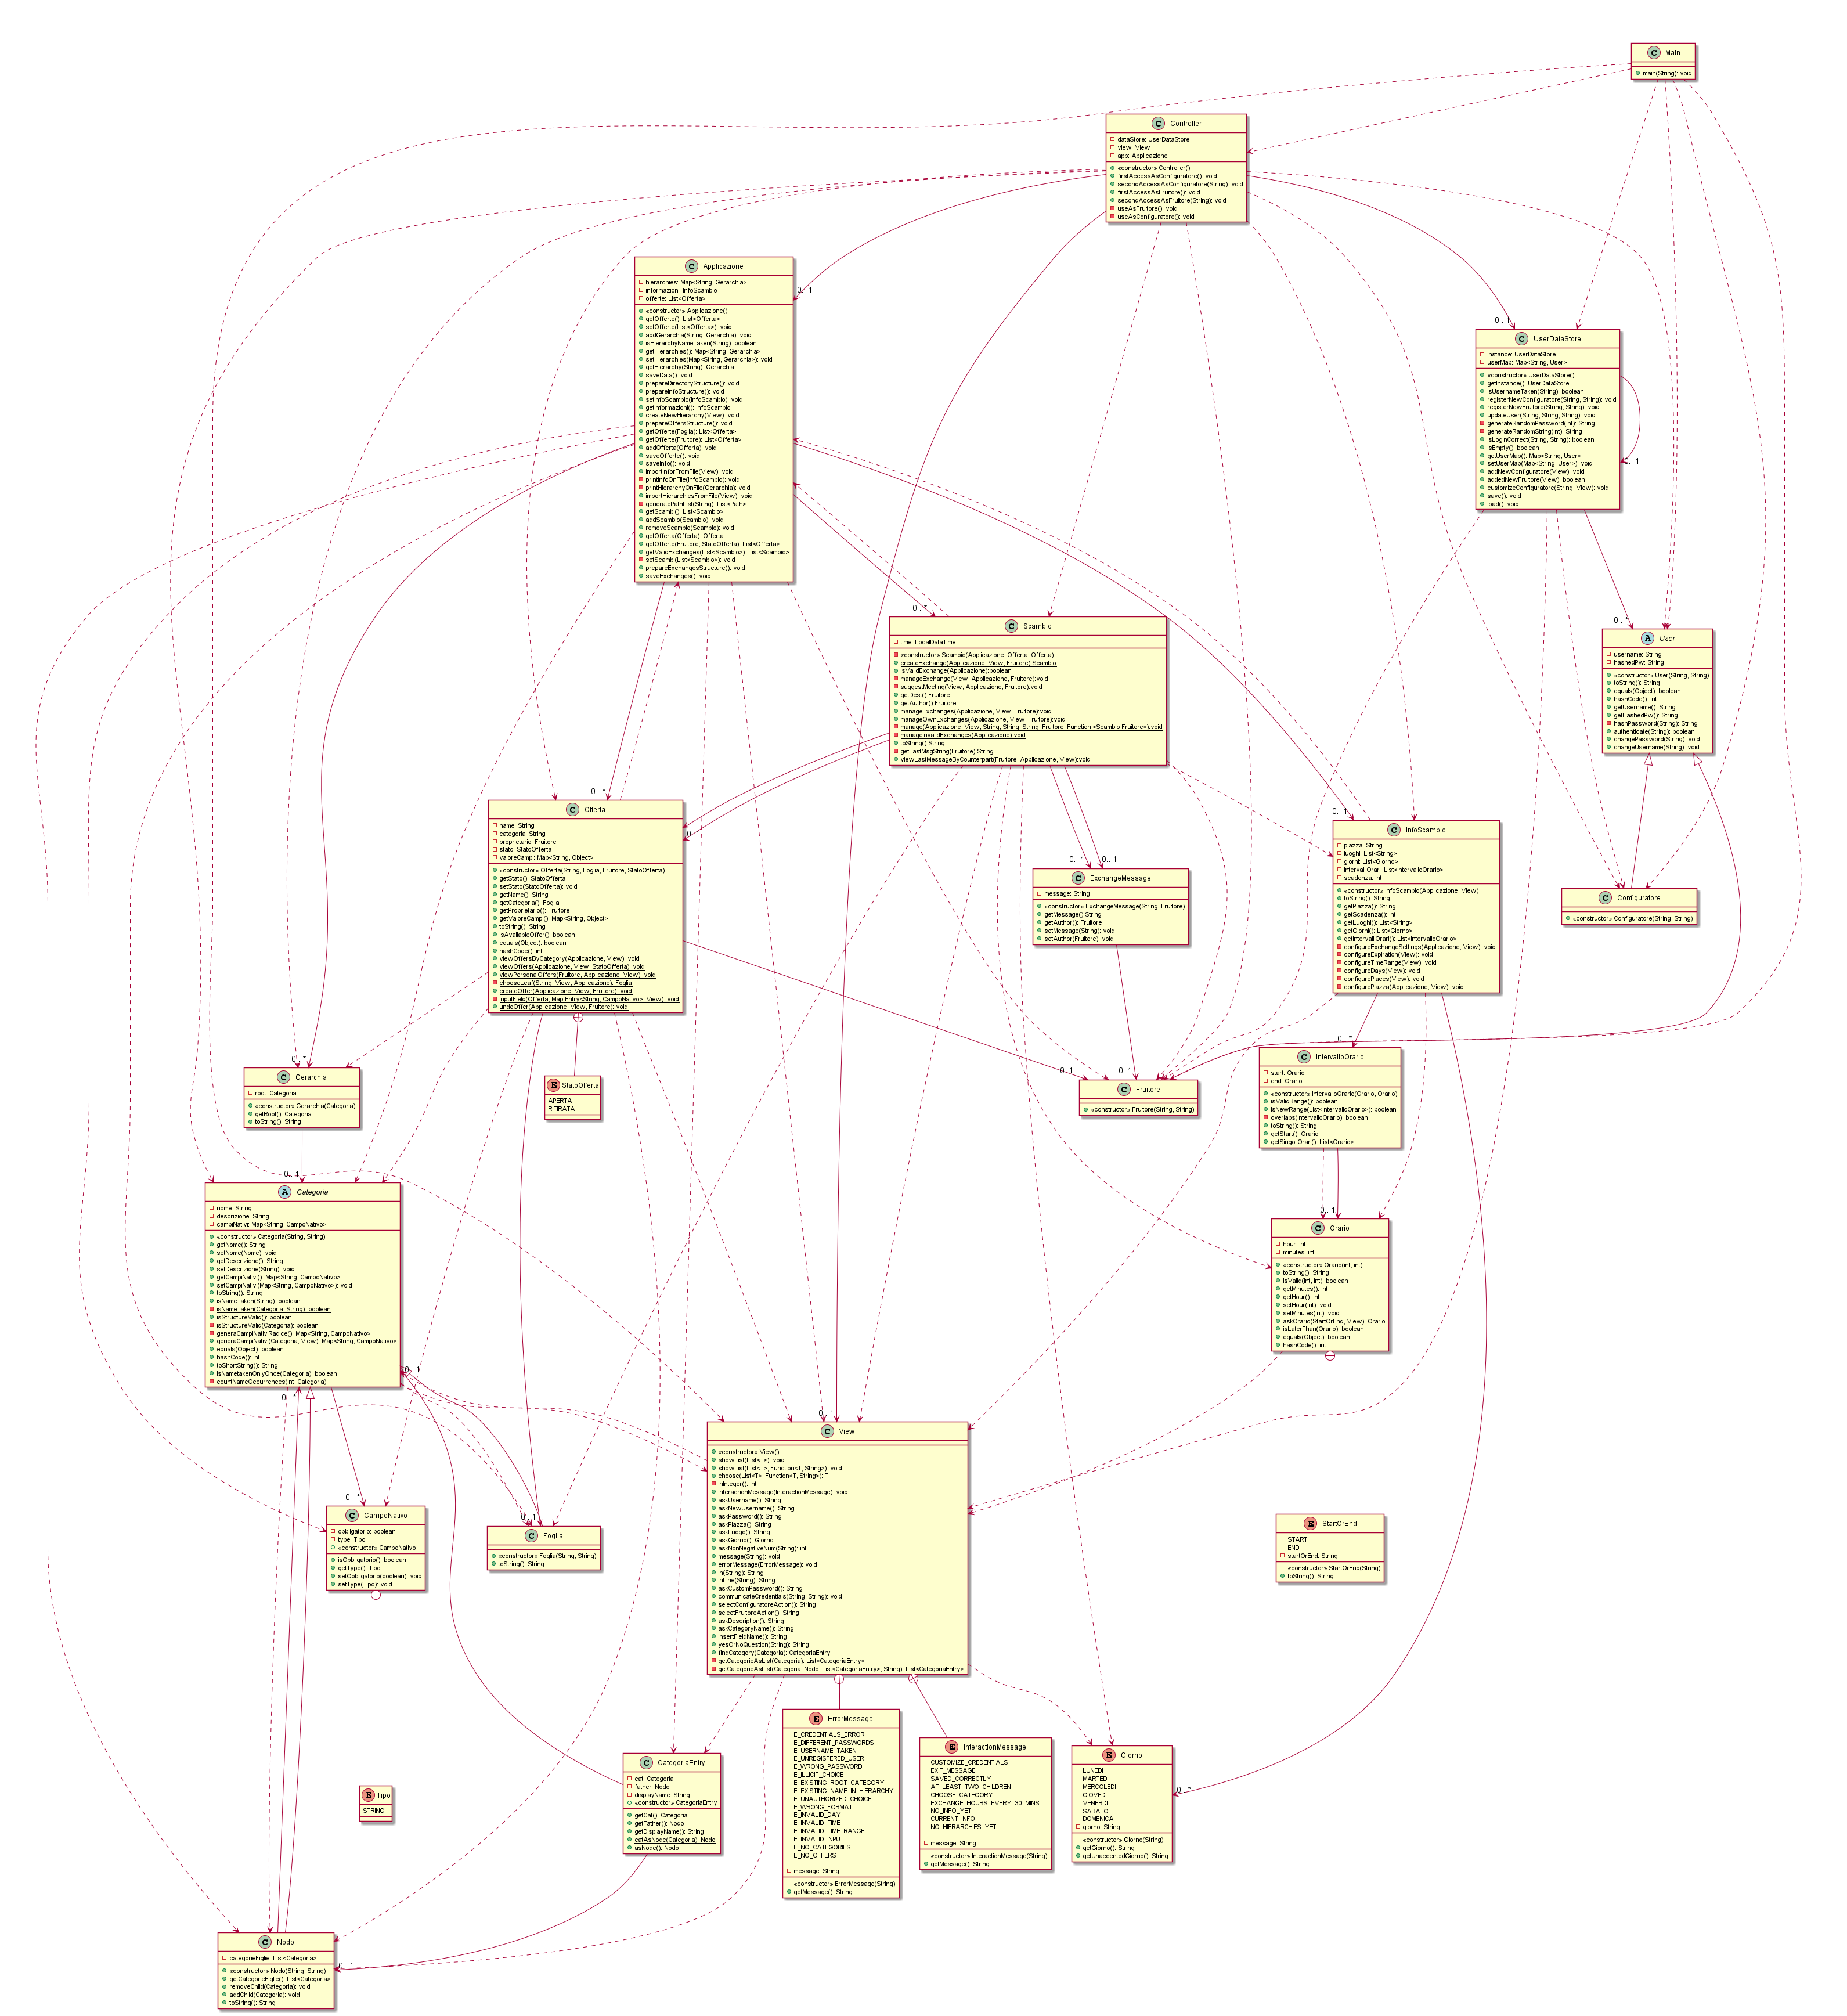 Main
main(String): void
Controller
dataStore: UserDataStore
view: View
app: Applicazione
«constructor» Controller()
firstAccessAsConfiguratore(): void
secondAccessAsConfiguratore(String): void
firstAccessAsFruitore(): void
secondAccessAsFruitore(String): void
useAsFruitore(): void
useAsConfiguratore(): void
Applicazione
hierarchies: Map<String, Gerarchia>
informazioni: InfoScambio
offerte: List<Offerta>
«constructor» Applicazione()
getOfferte(): List<Offerta>
setOfferte(List<Offerta>): void
addGerarchia(String, Gerarchia): void
isHierarchyNameTaken(String): boolean
getHierarchies(): Map<String, Gerarchia>
setHierarchies(Map<String, Gerarchia>): void
getHierarchy(String): Gerarchia
saveData(): void
prepareDirectoryStructure(): void
prepareInfoStructure(): void
setInfoScambio(InfoScambio): void
getInformazioni(): InfoScambio
createNewHierarchy(View): void
prepareOffersStructure(): void
getOfferte(Foglia): List<Offerta>
getOfferte(Fruitore): List<Offerta>
addOfferta(Offerta): void
saveOfferte(): void
saveInfo(): void
importInforFromFile(View): void
printInfoOnFile(InfoScambio): void
printHierarchyOnFile(Gerarchia): void
importHierarchiesFromFile(View): void
generatePathList(String): List<Path>
getScambi(): List<Scambio>
addScambio(Scambio): void
removeScambio(Scambio): void
getOfferta(Offerta): Offerta
getOfferte(Fruitore, StatoOfferta): List<Offerta>
getValidExchanges(List<Scambio>): List<Scambio>
setScambi(List<Scambio>): void
prepareExchangesStructure(): void
saveExchanges(): void
0.. 1
0.. 1
UserDataStore
instance: UserDataStore
userMap: Map<String, User>
«constructor» UserDataStore()
getInstance(): UserDataStore
isUsernameTaken(String): boolean
registerNewConfiguratore(String, String): void
registerNewFruitore(String, String): void
updateUser(String, String, String): void
generateRandomPassword(int): String
generateRandomString(int): String
isLoginCorrect(String, String): boolean
isEmpty(): boolean
getUserMap(): Map<String, User>
setUserMap(Map<String, User>): void
addNewConfiguratore(View): void
addedNewFruitore(View): boolean
customizeConfiguratore(String, View): void
save(): void
load(): void
0.. 1
0.. *
Scambio
time: LocalDataTime
«constructor» Scambio(Applicazione, Offerta, Offerta)
createExchange(Applicazione, View, Fruitore):Scambio
isValidExchange(Applicazione):boolean
manageExchange(View, Applicazione, Fruitore):void
suggestMeeting(View, Applicazione, Fruitore):void
getDest():Fruitore
getAuthor():Fruitore
manageExchanges(Applicazione, View, Fruitore):void
manageOwnExchanges(Applicazione, View, Fruitore):void
manage(Applicazione, View, String, String, String, Fruitore, Function <Scambio,Fruitore>):void
manageInvalidExchanges(Applicazione):void
toString():String
getLastMsgString(Fruitore):String
viewLastMessageByCounterpart(Fruitore, Applicazione, View):void
0.. *
User
username: String
hashedPw: String
«constructor» User(String, String)
toString(): String
equals(Object): boolean
hashCode(): int
getUsername(): String
getHashedPw(): String
hashPassword(String): String
authenticate(String): boolean
changePassword(String): void
changeUsername(String): void
0.. *
Offerta
name: String
categoria: String
proprietario: Fruitore
stato: StatoOfferta
valoreCampi: Map<String, Object>
«constructor» Offerta(String, Foglia, Fruitore, StatoOfferta)
getStato(): StatoOfferta
setStato(StatoOfferta): void
getName(): String
getCategoria(): Foglia
getProprietario(): Fruitore
getValoreCampi(): Map<String, Object>
toString(): String
isAvailableOffer(): boolean
equals(Object): boolean
hashCode(): int
viewOffersByCategory(Applicazione, View): void
viewOffers(Applicazione, View, StatoOfferta): void
viewPersonalOffers(Fruitore, Applicazione, View): void
chooseLeaf(String, View, Applicazione): Foglia
createOffer(Applicazione, View, Fruitore): void
inputField(Offerta, Map.Entry<String, CampoNativo>, View): void
undoOffer(Applicazione, View, Fruitore): void
0..1
0.. 1
InfoScambio
piazza: String
luoghi: List<String>
giorni: List<Giorno>
intervalliOrari: List<IntervalloOrario>
scadenza: int
«constructor» InfoScambio(Applicazione, View)
toString(): String
getPiazza(): String
getScadenza(): int
getLuoghi(): List<String>
getGiorni(): List<Giorno>
getIntervalliOrari(): List<IntervalloOrario>
configureExchangeSettings(Applicazione, View): void
configureExpiration(View): void
configureTimeRange(View): void
configureDays(View): void
configurePlaces(View): void
configurePiazza(Applicazione, View): void
0.. 1
0.. 1
ExchangeMessage
message: String
«constructor» ExchangeMessage(String, Fruitore)
getMessage():String
getAuthor(): Fruitore
setMessage(String): void
setAuthor(Fruitore): void
Configuratore
«constructor» Configuratore(String, String)
0.. *
Gerarchia
root: Categoria
«constructor» Gerarchia(Categoria)
getRoot(): Categoria
toString(): String
StatoOfferta
APERTA
RITIRATA
0..1
0..1
Fruitore
«constructor» Fruitore(String, String)
0.. *
IntervalloOrario
start: Orario
end: Orario
«constructor» IntervalloOrario(Orario, Orario)
isValidRange(): boolean
isNewRange(List<IntervalloOrario>): boolean
overlaps(IntervalloOrario): boolean
toString(): String
getStart(): Orario
getSingoliOrari(): List<Orario>
0.. 1
Categoria
nome: String
descrizione: String
campiNativi: Map<String, CampoNativo>
«constructor» Categoria(String, String)
getNome(): String
setNome(Nome): void
getDescrizione(): String
setDescrizione(String): void
getCampiNativi(): Map<String, CampoNativo>
setCampiNativi(Map<String, CampoNativo>): void
toString(): String
isNameTaken(String): boolean
isNameTaken(Categoria, String): boolean
isStructureValid(): boolean
isStructureValid(Categoria): boolean
generaCampiNativiRadice(): Map<String, CampoNativo>
generaCampiNativi(Categoria, View): Map<String, CampoNativo>
equals(Object): boolean
hashCode(): int
toShortString(): String
isNametakenOnlyOnce(Categoria): boolean
countNameOccurrences(int, Categoria)
0.. 1
0.. *
0.. 1
Orario
hour: int
minutes: int
«constructor» Orario(int, int)
toString(): String
isValid(int, int): boolean
getMinutes(): int
getHour(): int
setHour(int): void
setMinutes(int): void
askOrario(StartOrEnd, View): Orario
isLaterThan(Orario): boolean
equals(Object): boolean
hashCode(): int
0.. 1
View
«constructor» View()
showList(List<T>): void
showList(List<T>, Function<T, String>): void
choose(List<T>, Function<T, String>): T
inInteger(): int
interacrionMessage(InteractionMessage): void
askUsername(): String
askNewUsername(): String
askPassword(): String
askPiazza(): String
askLuogo(): String
askGiorno(): Giorno
askNonNegativeNum(String): int
message(String): void
errorMessage(ErrorMessage): void
in(String): String
inLine(String): String
askCustomPassword(): String
communicateCredentials(String, String): void
selectConfiguratoreAction(): String
selectFruitoreAction(): String
askDescription(): String
askCategoryName(): String
insertFieldName(): String
yesOrNoQuestion(String): String
findCategory(Categoria): CategoriaEntry
getCategorieAsList(Categoria): List<CategoriaEntry>
getCategorieAsList(Categoria, Nodo, List<CategoriaEntry>, String): List<CategoriaEntry>
0.. *
CampoNativo
obbligatorio: boolean
type: Tipo
«constructor» CampoNativo
isObbligatorio(): boolean
getType(): Tipo
setObbligatorio(boolean): void
setType(Tipo): void
0.. 1
Foglia
«constructor» Foglia(String, String)
toString(): String
StartOrEnd
START
END
startOrEnd: String
«constructor» StartOrEnd(String)
toString(): String
Tipo
STRING
CategoriaEntry
cat: Categoria
father: Nodo
displayName: String
«constructor» CategoriaEntry
getCat(): Categoria
getFather(): Nodo
getDisplayName(): String
catAsNode(Categoria): Nodo
asNode(): Nodo
ErrorMessage
E_CREDENTIALS_ERROR
E_DIFFERENT_PASSWORDS
E_USERNAME_TAKEN
E_UNREGISTERED_USER
E_WRONG_PASSWORD
E_ILLICIT_CHOICE
E_EXISTING_ROOT_CATEGORY
E_EXISTING_NAME_IN_HIERARCHY
E_UNAUTHORIZED_CHOICE
E_WRONG_FORMAT
E_INVALID_DAY
E_INVALID_TIME
E_INVALID_TIME_RANGE
E_INVALID_INPUT
E_NO_CATEGORIES
E_NO_OFFERS
message: String
«constructor» ErrorMessage(String)
getMessage(): String
InteractionMessage
CUSTOMIZE_CREDENTIALS
EXIT_MESSAGE
SAVED_CORRECTLY
AT_LEAST_TWO_CHILDREN
CHOOSE_CATEGORY
EXCHANGE_HOURS_EVERY_30_MINS
NO_INFO_YET
CURRENT_INFO
NO_HIERARCHIES_YET
message: String
«constructor» InteractionMessage(String)
getMessage(): String
Giorno
LUNEDI
MARTEDI
MERCOLEDI
GIOVEDI
VENERDI
SABATO
DOMENICA
giorno: String
«constructor» Giorno(String)
getGiorno(): String
getUnaccentedGiorno(): String
0.. *
Nodo
categorieFiglie: List<Categoria>
«constructor» Nodo(String, String)
getCategorieFiglie(): List<Categoria>
removeChild(Categoria): void
addChild(Categoria): void
toString(): String
0.. 1